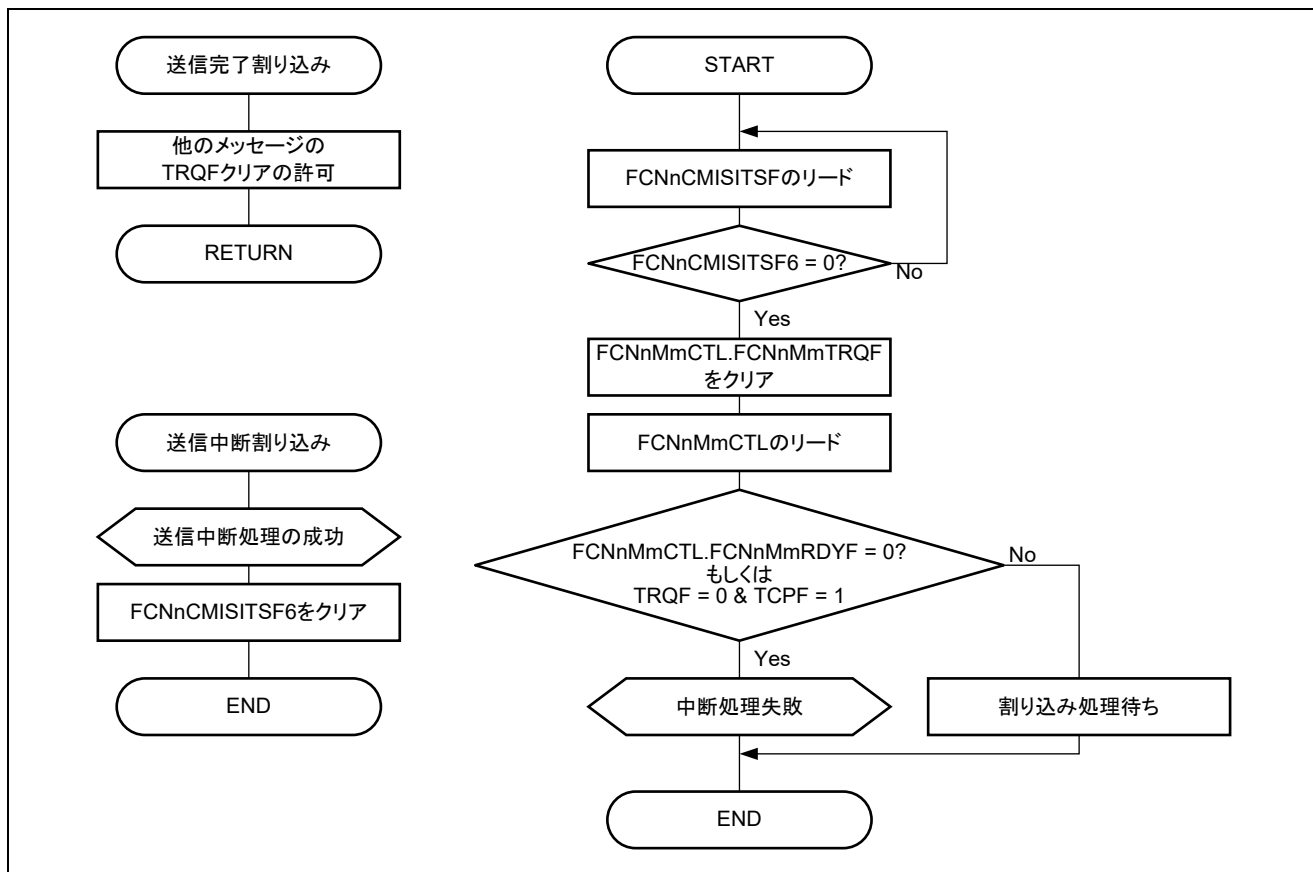 送信完了割り込み
他のメッセージの
TRQFクリアの許可
RETURN
送信中断割り込み
送信中断処理の成功
FCNnCMISITSF6をクリア
END
START
FCNnCMISITSFのリード
FCNnCMISITSF6 = 0?
No
Yes
FCNnMmCTL.FCNnMmTRQF
をクリア
FCNnMmCTLのリード
FCNnMmCTL.FCNnMmRDYF = 0?
もしくは
TRQF = 0 & TCPF = 1
No
Yes
中断処理失敗
割り込み処理待ち
END